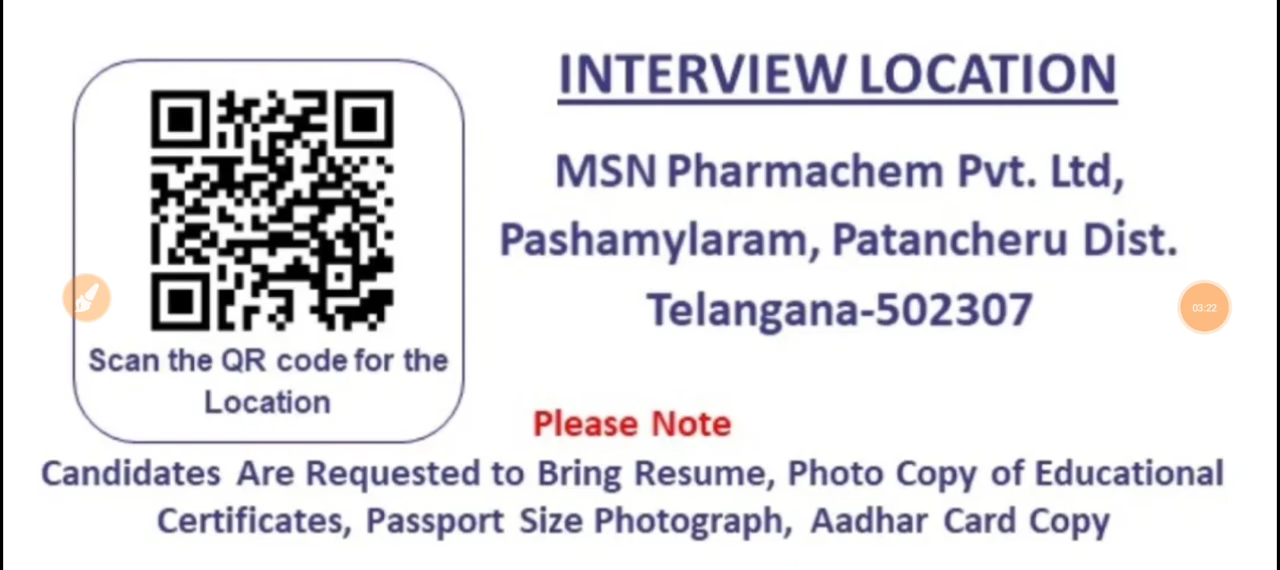 INTERVIEW LOCATION
MSN Pharmachem Pvt. Ltd,
Pashamylaram, Patancheru Dist.
Telangana-502307
Scan the QR code for the
Location
03:22
Please Note
Candidates Are Requested to Bring Resume, Photo Copy of Educational
Certificates, Passport Size Photograph, Aadhar Card Copy